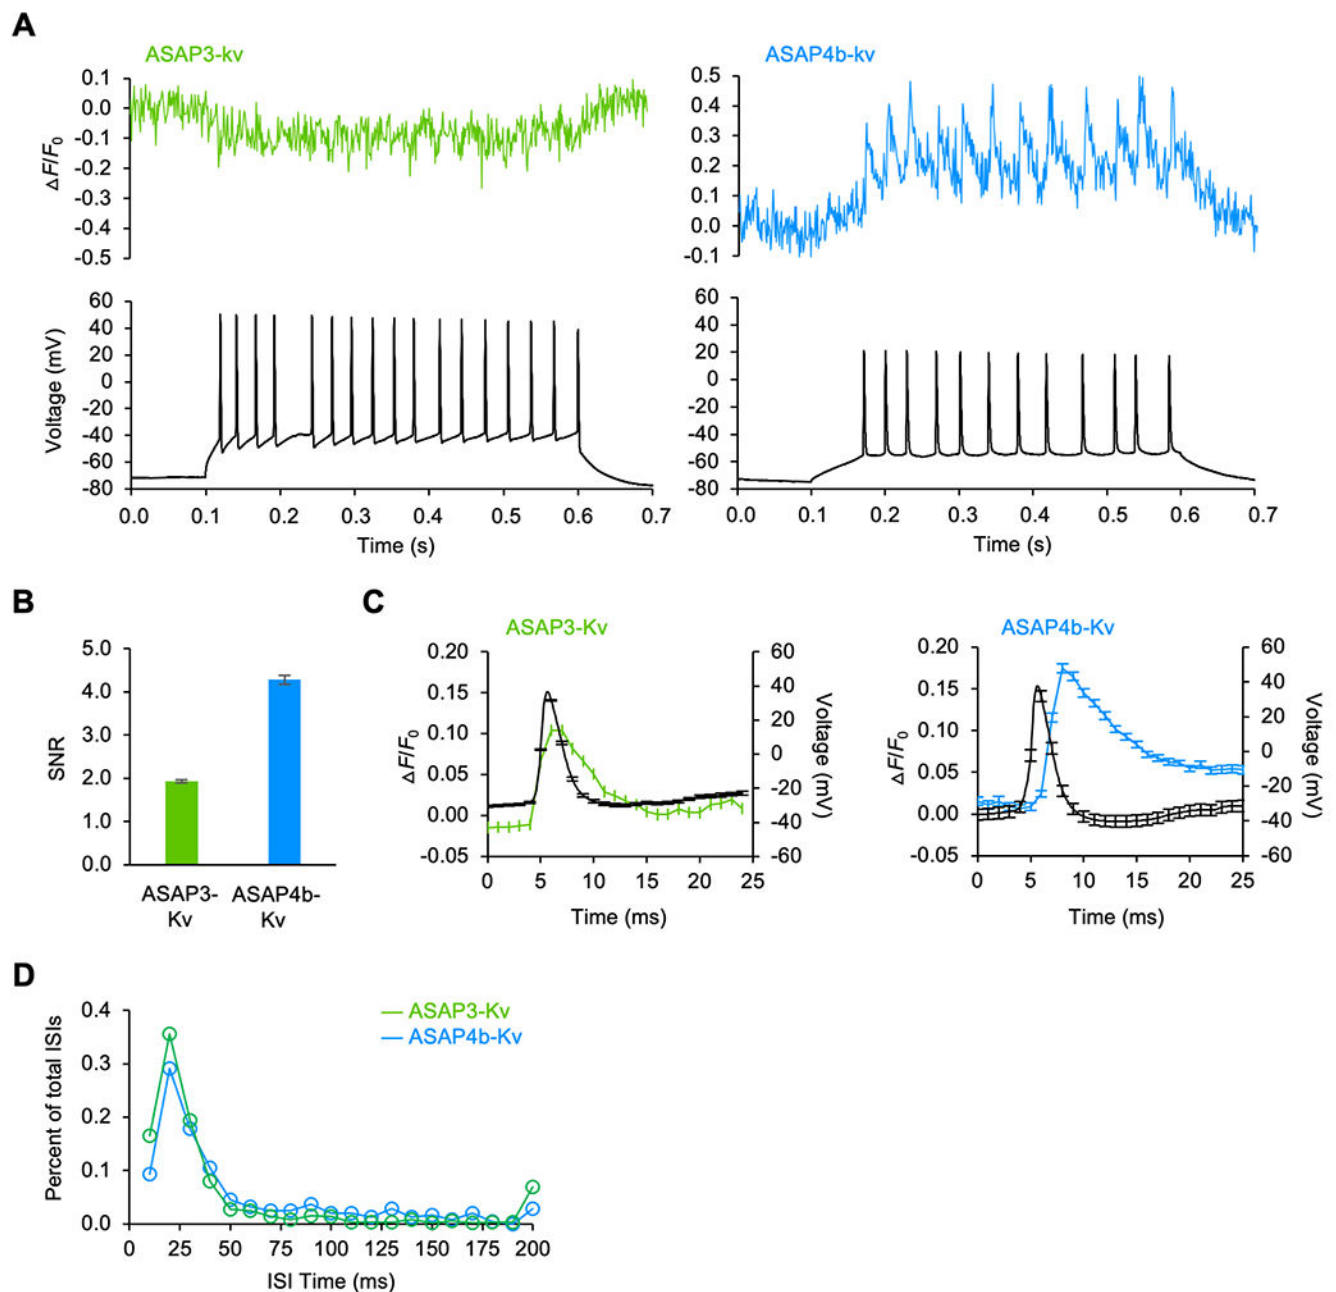 A
ASAP3-kv
ASAP4b-kv
0.1
0.0
-0.1
-0.2
-0.3
-0.4
-0.5
ΔF/F0
0.5
0.4
0.3
0.2
0.1
0.0
-0.1
60
40
20
0
-20
-40
-60
-80
Voltage (mV)
0.0 0.1 0.2 0.3 0.4 0.5 0.6 0.7
Time (s)
60
40
20
0
-20
-40
-60
-80
0.0 0.1 0.2 0.3 0.4 0.5 0.6 0.7
Time (s)
B
5.0
4.0
3.0
2.0
1.0
0.0
SNR
ASAP3-
Kv
ASAP4b-
Kv
C
ASAP3-Kv
0.20
0.15
0.10
0.05
0.00
-0.05
ΔF/F0
60
40
20
0
-20
-40
-60
Voltage (mV)
0 5 10 15 20 25
Time (ms)
ASAP4b-Kv
0.20
0.15
0.10
0.05
0.00
-0.05
ΔF/F0
60
40
20
0
-20
-40
-60
Voltage (mV)
0 5 10 15 20 25
Time (ms)
D
ASAP3-Kv
ASAP4b-Kv
0.4
0.3
0.2
0.1
0.0
Percent of total ISIs
0 25 50 75 100 125 150 175 200
ISI Time (ms)